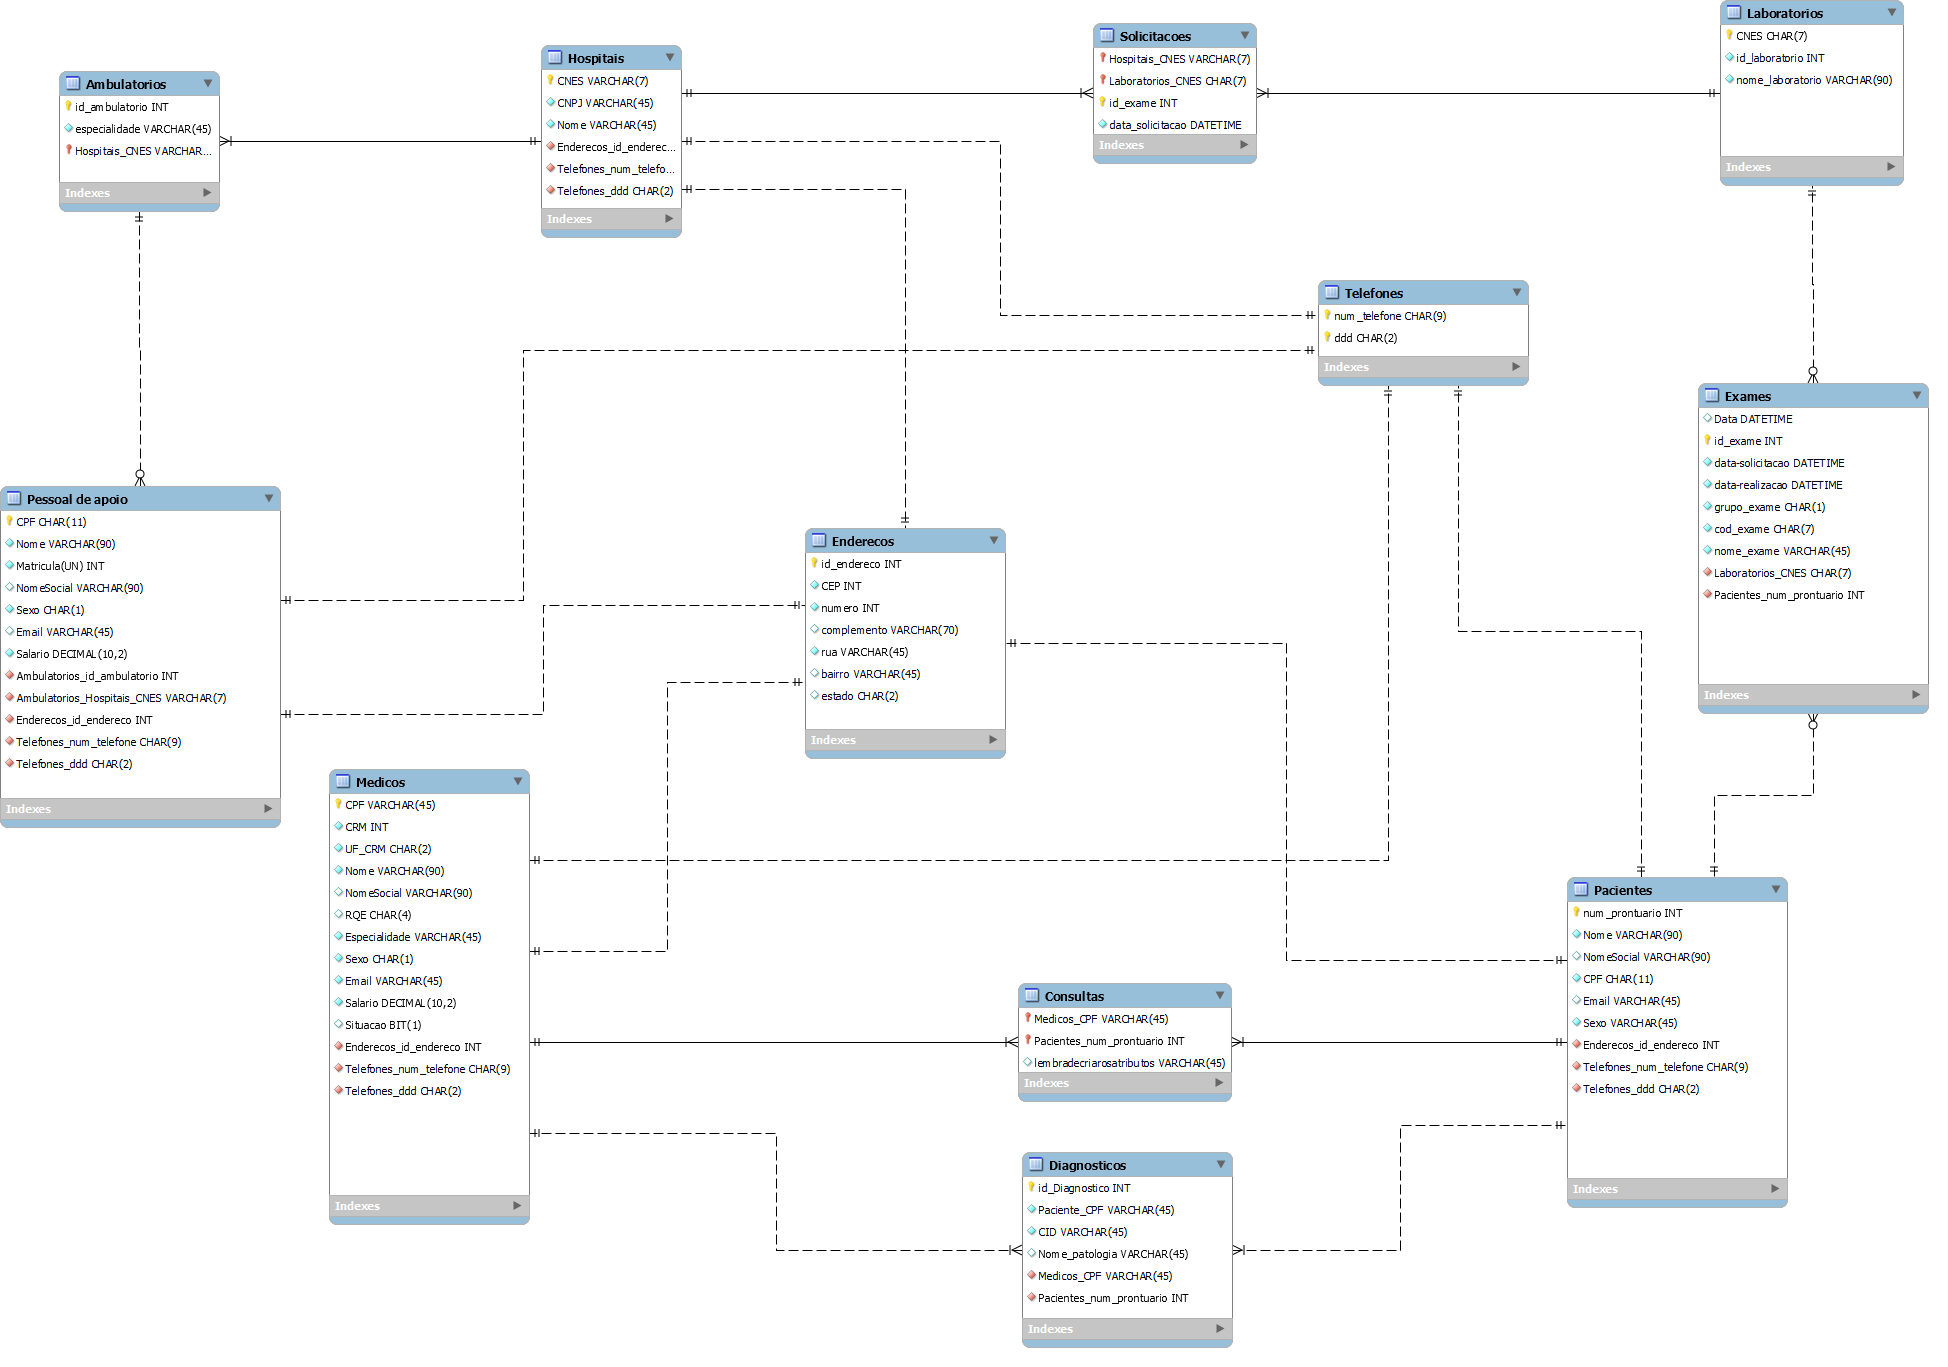 Ambulatorios
id_ambulatorio INT
especialidade VARCHAR(45)
Hospitais_CNES VARCHAR...
Indexes
Hospitais
CNES VARCHAR(7)
CNPJ VARCHAR(45)
Nome VARCHAR(45)
Enderecos_id_enderec...
Telefones_num_telefo...
Telefones_ddd CHAR(2)
Indexes
Solicitacoes
Hospitais_CNES VARCHAR(7)
Laboratorios_CNES CHAR(7)
id_exame INT
data_solicitacao DATETIME
Indexes
Laboratorios
CNES CHAR(7)
id_laboratorio INT
nome_laboratorio VARCHAR(90)
Indexes
Telefones
num_telefone CHAR(9)
ddd CHAR(2)
Indexes
Exames
Data DATETIME
id_exame INT
data-solicitacao DATETIME
data-realizacao DATETIME
grupo_exame CHAR(1)
cod_exame CHAR(7)
nome_exame VARCHAR(45)
Laboratorios_CNES CHAR(7)
Pacientes_num_prontuario INT
Indexes
Pessoal de apoio
CPF CHAR(11)
Nome VARCHAR(90)
Matricula(UN) INT
NomeSocial VARCHAR(90)
Sexo CHAR(1)
Email VARCHAR(45)
Salario DECIMAL(10,2)
Ambulatorios_id_ambulatorio INT
Ambulatorios_Hospitais_CNES VARCHAR(7)
Enderecos_id_endereco INT
Telefones_num_telefone CHAR(9)
Telefones_ddd CHAR(2)
Indexes
Enderecos
id_endereco INT
CEP INT
numero INT
complemento VARCHAR(70)
rua VARCHAR(45)
bairro VARCHAR(45)
estado CHAR(2)
Indexes
Medicos
CPF VARCHAR(45)
CRM INT
UF_CRM CHAR(2)
Nome VARCHAR(90)
NomeSocial VARCHAR(90)
RQE CHAR(4)
Especialidade VARCHAR(45)
Sexo CHAR(1)
Email VARCHAR(45)
Salario DECIMAL(10,2)
Situacao BIT(1)
Enderecos_id_endereco INT
Telefones_num_telefone CHAR(9)
Telefones_ddd CHAR(2)
Indexes
Pacientes
num_prontuario INT
Nome VARCHAR(90)
NomeSocial VARCHAR(90)
CPF CHAR(11)
Email VARCHAR(45)
Sexo VARCHAR(45)
Enderecos_id_endereco INT
Telefones_num_telefone CHAR(9)
Telefones_ddd CHAR(2)
Indexes
Consultas
Medicos_CPF VARCHAR(45)
Pacientes_num_prontuario INT
lembradecriarosatributos VARCHAR(45)
Indexes
Diagnosticos
id_Diagnostico INT
Paciente_CPF VARCHAR(45)
CID VARCHAR(45)
Nome_patologia VARCHAR(45)
Medicos_CPF VARCHAR(45)
Pacientes_num_prontuario INT
Indexes